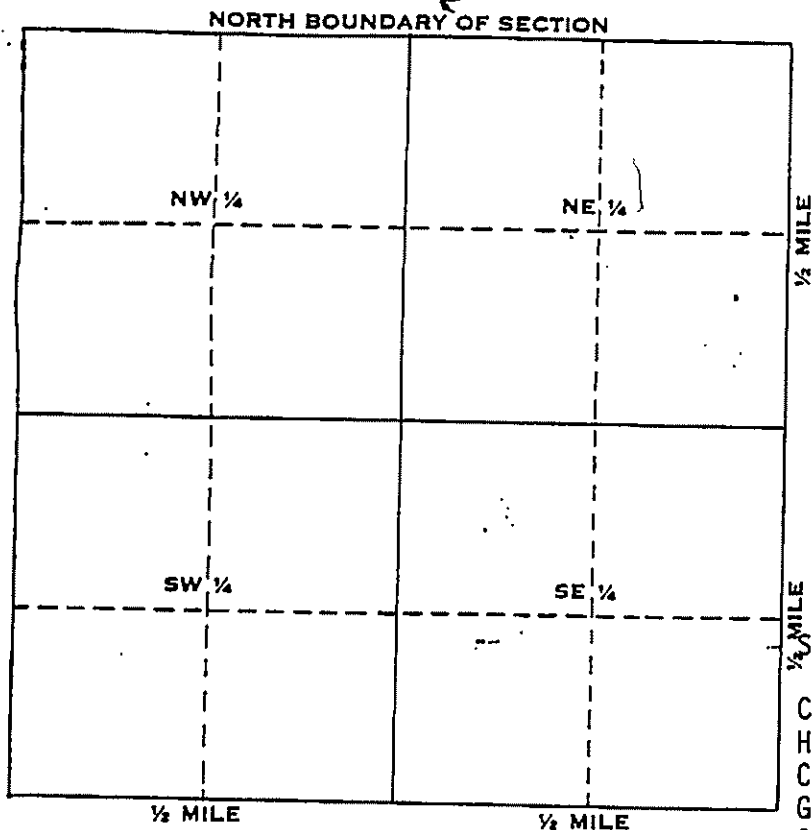 NORTH BOUNDARY OF SECTION
NW ¼
NE ¼
½ MILE
SW ¼
SE ¼
½ MILE
½ MILE
½ MILE
C
H
C
G